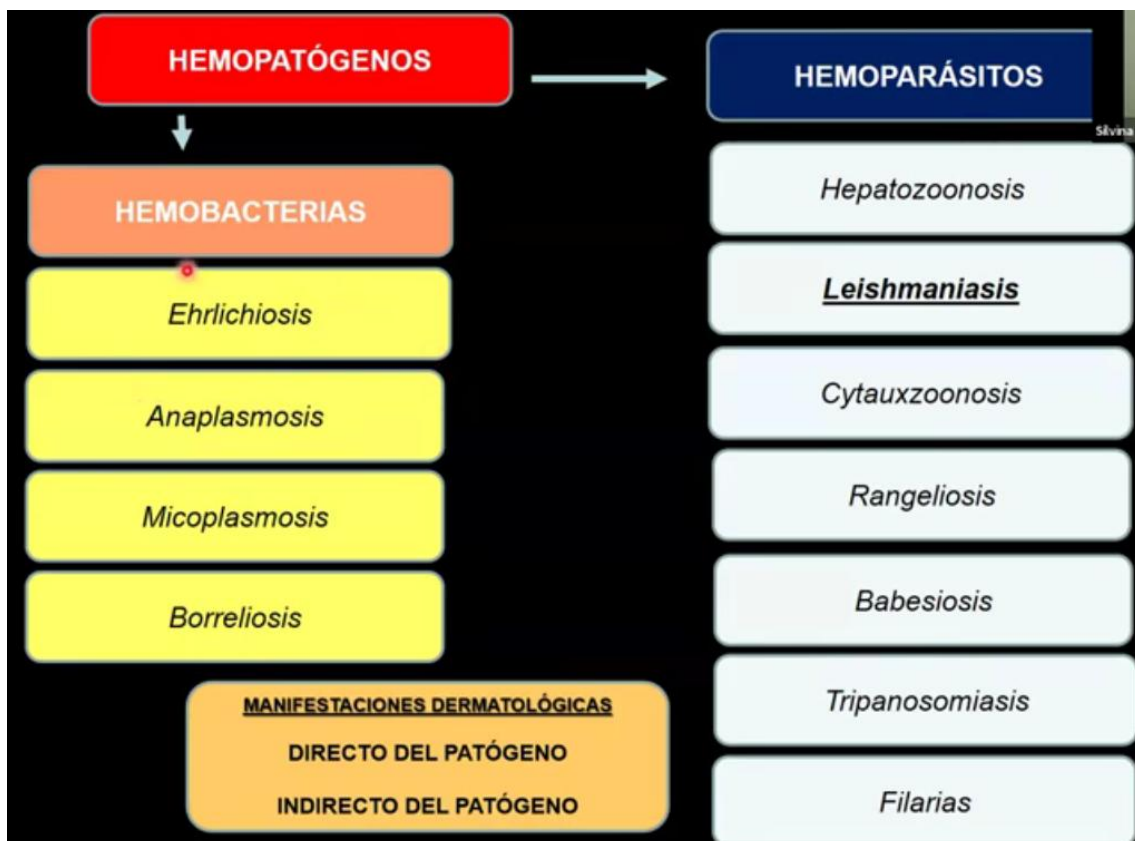 HEMOPATÓGENOS
HEMOBACTERIAS
Ehrlichiosis
Anaplasmosis
Micoplasmosis
Borreliosis
MANIFESTACIONES DERMATOLÓGICAS
DIRECTO DEL PATÓGENO
INDIRECTO DEL PATÓGENO
HEMOPARÁSITOS
Silvina
Hepatozoonosis
Leishmaniasis
Cytauxzoonosis
Rangeliosis
Babesiosis
Tripanosomiasis
Filarias